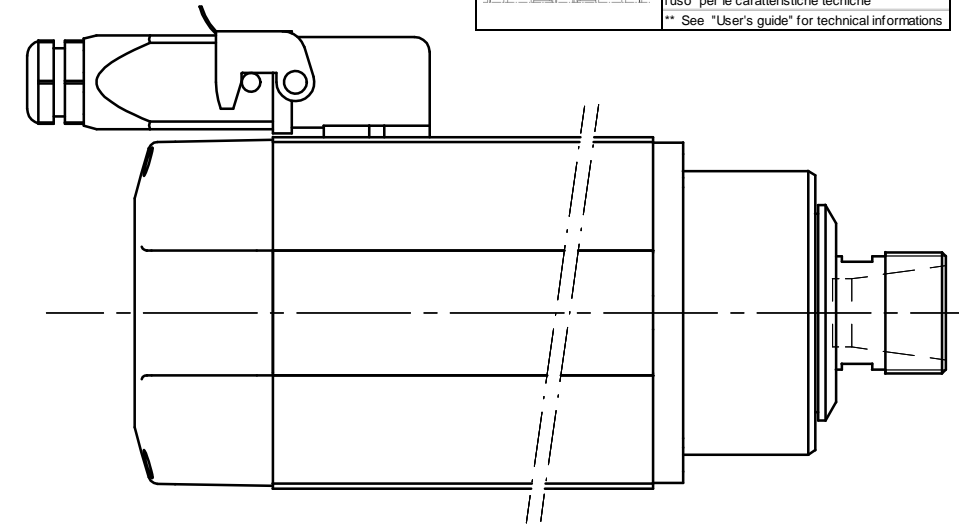 l'uso" per le caratteristiche tecniche
** See "User's guide" for technical informations